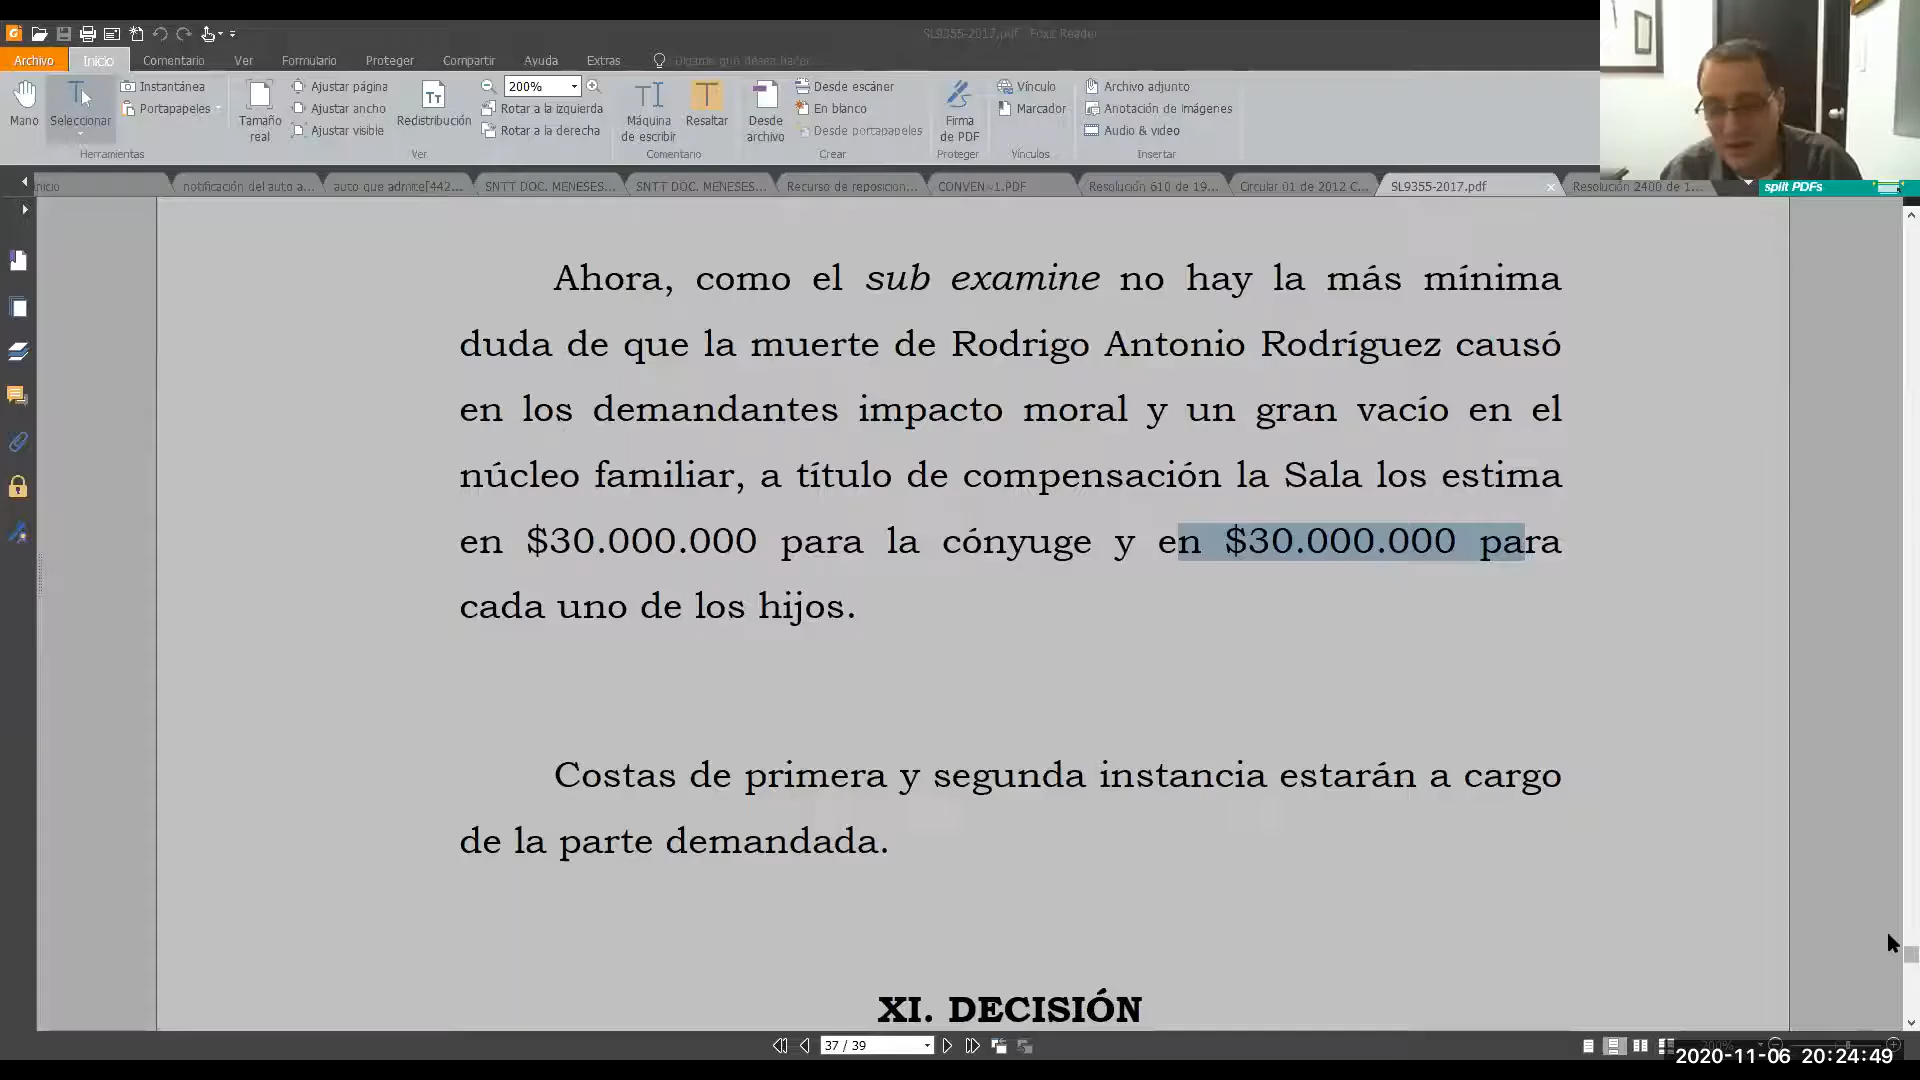 SL9355-2017.pdf - Foxit Reader
Archivo Inicio Comentario Ver Formulario Proteger Compartir Ayuda Extras Dígame qué desea hacer...
Mano
Seleccionar
Instantánea
Portapapeles
Herramientas
Tamaño real
Ajustar página
Ajustar ancho
Ajustar visible
Redistribución
200%
Rotar a la izquierda
Rotar a la derecha
Ver
Máquina de escribir
Resaltar
Comentario
Desde archivo
Desde escáner
En blanco
Desde portapapeles
Crear
Firma de PDF
Proteger
Vínculo
Marcador
Vínculos
Archivo adjunto
Anotación de imágenes
Audio & video
Insertar
notificación del auto a... auto que admite[442... SNTT DOC. MENESES... SNTT DOC. MENESES... Recurso de reposicion... CONVEN~1.PDF Resolución 610 de 19... Circular 01 de 2012 C... SL9355-2017.pdf Resolución 2400 de 1... split PDFs
Ahora, como el sub examine no hay la más mínima
duda de que la muerte de Rodrigo Antonio Rodríguez causó
en los demandantes impacto moral y un gran vacío en el
núcleo familiar, a título de compensación la Sala los estima
en $30.000.000 para la cónyuge y en $30.000.000 para
cada uno de los hijos.
Costas de primera y segunda instancia estarán a cargo
de la parte demandada.
XI. DECISIÓN
37 / 39
2020-11-06 20:24:49